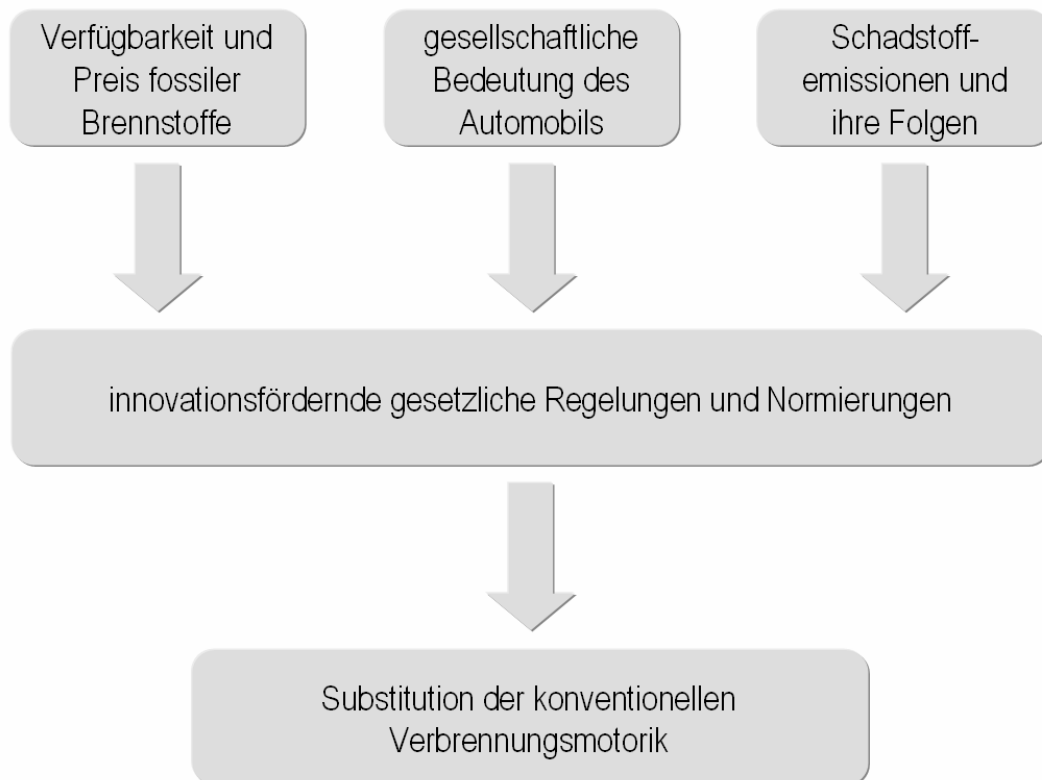 Verfügbarkeit und
Preis fossiler
Brennstoffe
gesellschaftliche
Bedeutung des
Automobils
Schadstoff-
emissionen und
ihre Folgen
innovationsfördernde gesetzliche Regelungen und Normierungen
Substitution der konventionellen
Verbrennungsmotorik